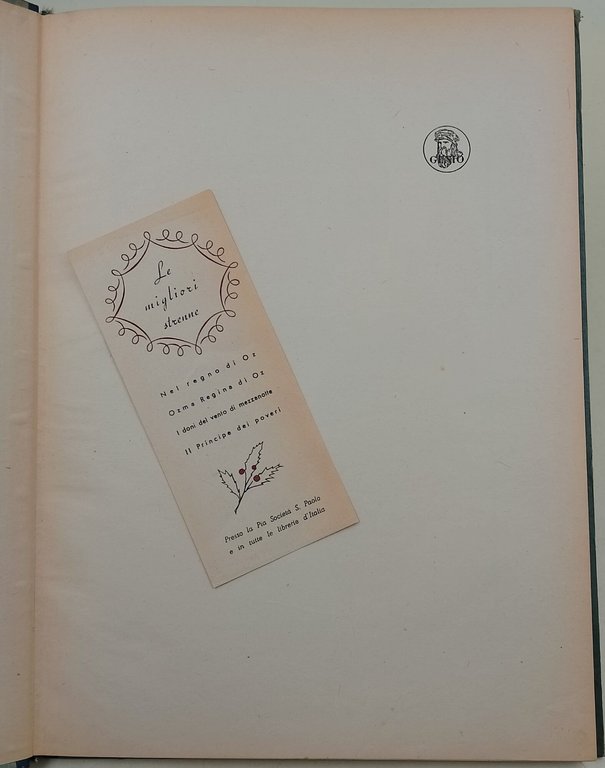 GENIO
Le
migliori
strenne
Nel regno di Oz
Ozma Regina di Oz
I doni del vento di mezzanotte
Il Principe dei poveri
Presso la Pia Società S. Paolo
e in tutte le librerie d'Italia